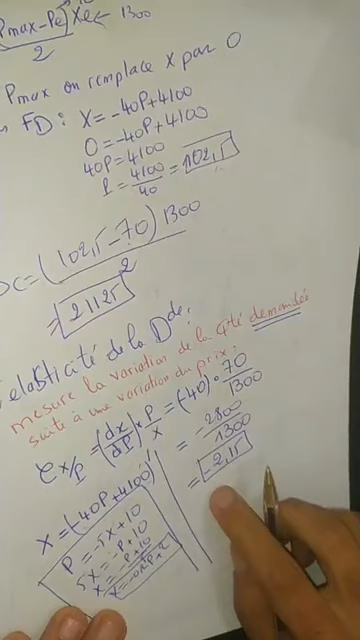 Pmax-Pe) Xe ← 1300
2
Pmax on remplace X par 0
→ FD: X = -40P+4100
0 = -40P+4100
40P = 4100
P = 4100/40 = 102,5
SC = (102,5-70) 1300
2
= 21125
élasticité de la Dde:
mesure la variation de la qté demandée
suite à une variation du prix:
e x/p = (dx/dP) × P/x = (-40) · 70/1300
= -2800/1300
= -2,15
X = (-40P+4100)'
P = -5X+10
5X = -P+10
X = -P+10